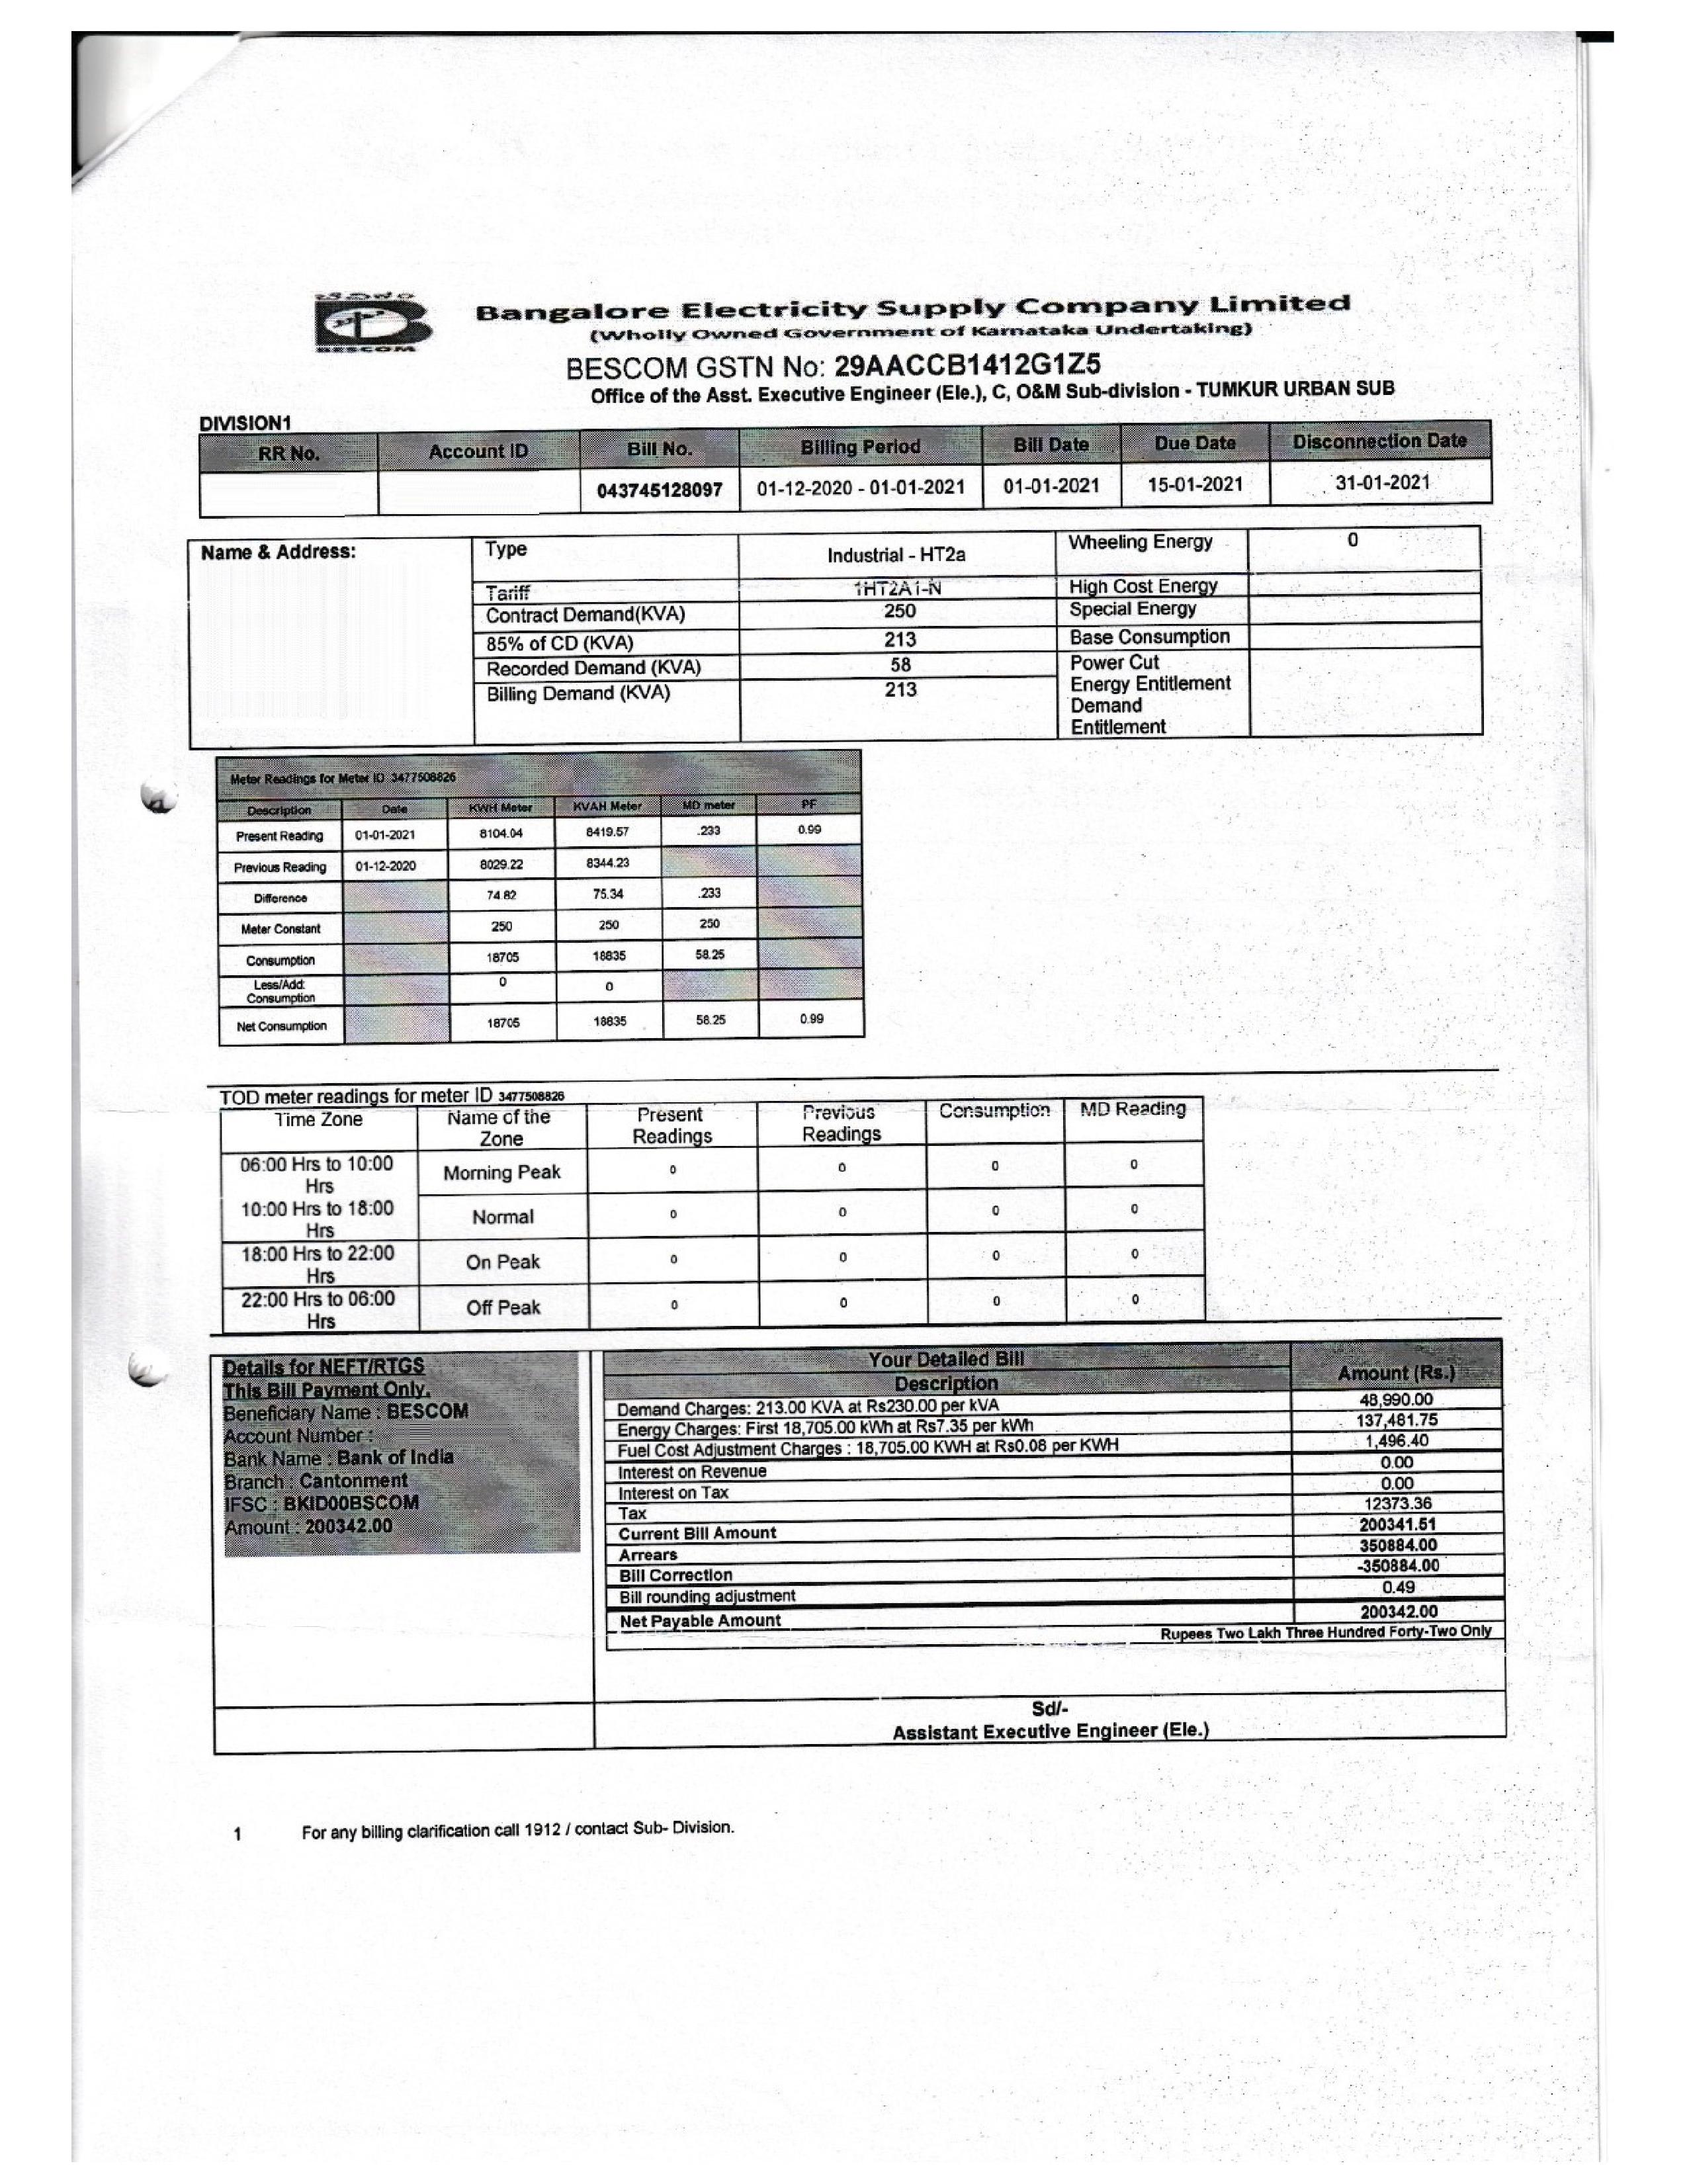 BESCOM
Bangalore Electricity Supply Company Limited
(Wholly Owned Government of Karnataka Undertaking)
BESCOM GSTN No: 29AACCB1412G1Z5
Office of the Asst. Executive Engineer (Ele.), C, O&M Sub-division - TUMKUR URBAN SUB
DIVISION1
RR No. Account ID Bill No. Billing Period Bill Date Due Date Disconnection Date
043745128097 01-12-2020 - 01-01-2021 01-01-2021 15-01-2021 31-01-2021
Name & Address: Type Industrial - HT2a Wheeling Energy 0
Tariff 1HT2A1-N High Cost Energy
Contract Demand(KVA) 250 Special Energy
85% of CD (KVA) 213 Base Consumption
Recorded Demand (KVA) 58 Power Cut
Billing Demand (KVA) 213 Energy Entitlement
Demand
Entitlement
Meter Readings for Meter ID 3477508826
Description Date KWH Meter KVAH Meter MD meter PF
Present Reading 01-01-2021 8104.04 8419.57 .233 0.99
Previous Reading 01-12-2020 8029.22 8344.23
Difference 74.82 75.34 .233
Meter Constant 250 250 250
Consumption 18705 18835 58.25
Less/Add: 0 0
Consumption
Net Consumption 18705 18835 58.25 0.99
TOD meter readings for meter ID 3477508826
Time Zone Name of the Present Previous Consumption MD Reading
Zone Readings Readings
06:00 Hrs to 10:00 Morning Peak 0 0 0 0
Hrs
10:00 Hrs to 18:00 Normal 0 0 0 0
Hrs
18:00 Hrs to 22:00 On Peak 0 0 0 0
Hrs
22:00 Hrs to 06:00 Off Peak 0 0 0 0
Hrs
Details for NEFT/RTGS
This Bill Payment Only.
Beneficiary Name : BESCOM
Account Number :
Bank Name : Bank of India
Branch : Cantonment
IFSC : BKID00BSCOM
Amount : 200342.00
Your Detailed Bill Amount (Rs.)
Description
Demand Charges: 213.00 KVA at Rs230.00 per kVA 48,990.00
Energy Charges: First 18,705.00 kWh at Rs7.35 per kWh 137,481.75
Fuel Cost Adjustment Charges : 18,705.00 KWH at Rs0.08 per KWH 1,496.40
Interest on Revenue 0.00
Interest on Tax 0.00
Tax 12373.36
Current Bill Amount 200341.51
Arrears 350884.00
Bill Correction -350884.00
Bill rounding adjustment 0.49
Net Payable Amount 200342.00
Rupees Two Lakh Three Hundred Forty-Two Only
Sd/-
Assistant Executive Engineer (Ele.)
1 For any billing clarification call 1912 / contact Sub- Division.